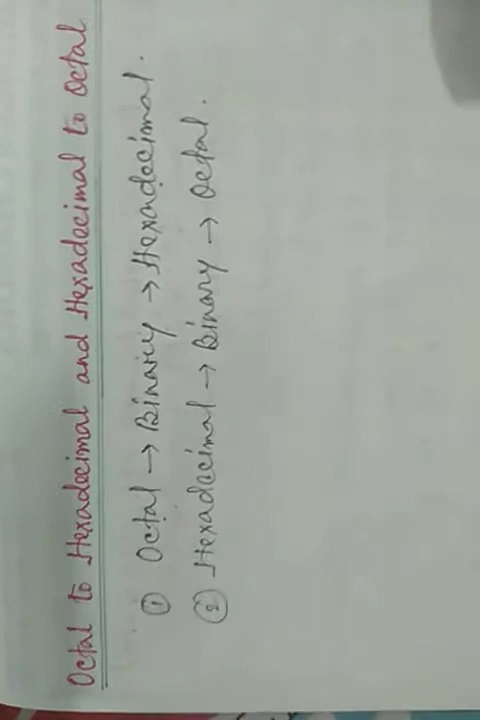 Octal to Hexadecimal and Hexadecimal to Octal
① Octal → Binary → Hexadecimal.
② Hexadecimal → Binary → Octal.